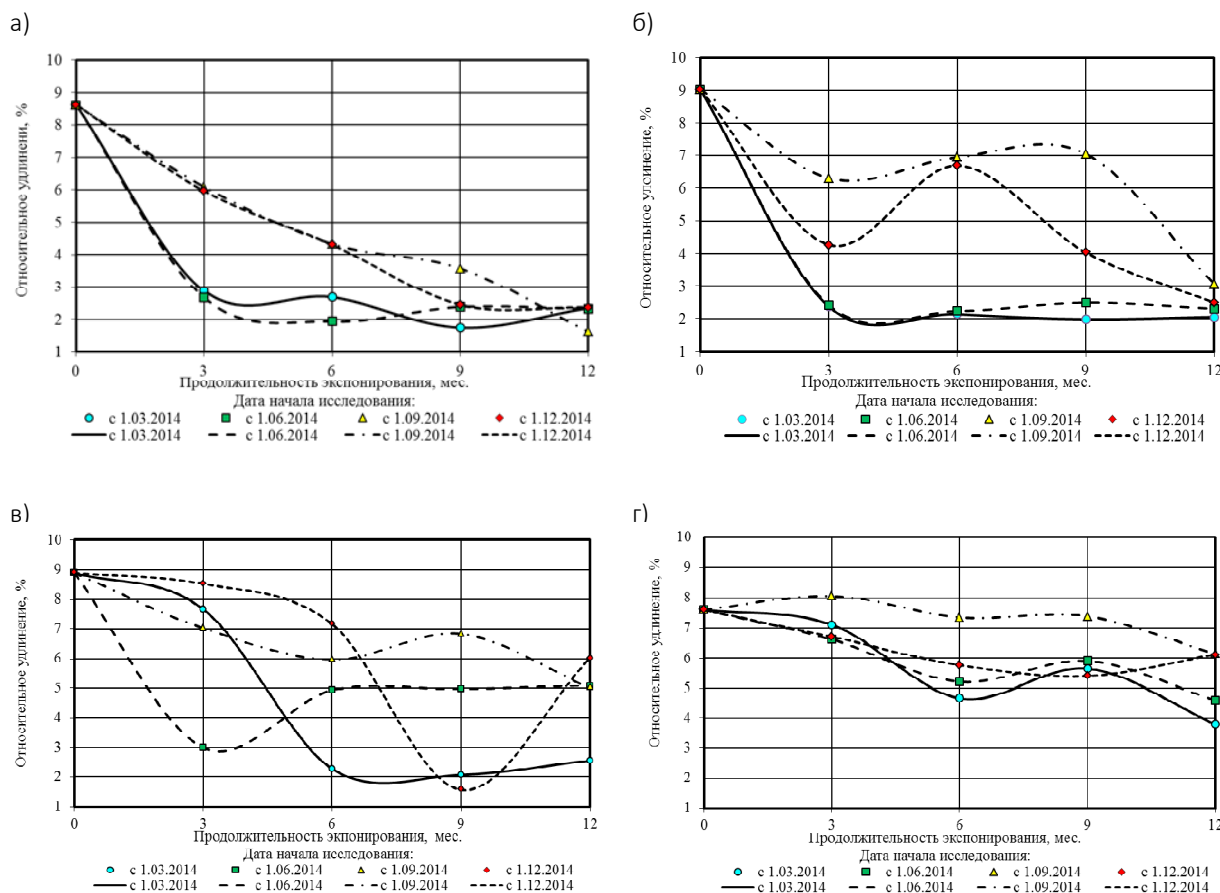 а)
Относительное удлинени, %
10
9
8
7
6
5
4
3
2
1
0 3 6 9 12
Продолжительность экспонирования, мес.
Дата начала исследования:
с 1.03.2014 с 1.06.2014 с 1.09.2014 с 1.12.2014
с 1.03.2014 с 1.06.2014 с 1.09.2014 с 1.12.2014
б)
Относительное удлинение, %
10
9
8
7
6
5
4
3
2
1
0 3 6 9 12
Продолжительность экспонирования, мес.
Дата начала исследования:
с 1.03.2014 с 1.06.2014 с 1.09.2014 с 1.12.2014
с 1.03.2014 с 1.06.2014 с 1.09.2014 с 1.12.2014
в)
Относительное удлинение, %
10
9
8
7
6
5
4
3
2
1
0 3 6 9 12
Продолжительность экпонирования, мес.
Дата начала исследования:
с 1.03.2014 с 1.06.2014 с 1.09.2014 с 1.12.2014
с 1.03.2014 с 1.06.2014 с 1.09.2014 с 1.12.2014
г)
Относительное удлинение, %
10
9
8
7
6
5
4
3
2
1
0 3 6 9 12
Продолжительность экспонирования, мес.
Дата начала исследования:
с 1.03.2014 с 1.06.2014 с 1.09.2014 с 1.12.2014
с 1.03.2014 с 1.06.2014 с 1.09.2014 с 1.12.2014